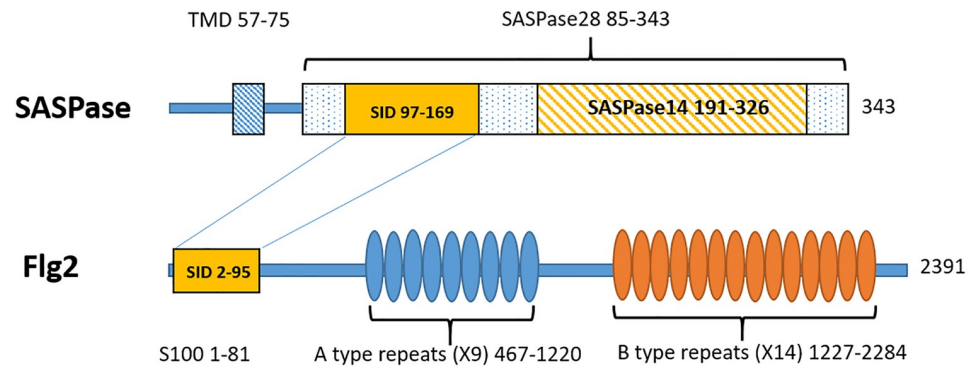 TMD 57-75
SASPase28 85-343
SASPase
SID 97-169
SASPase14 191-326
343
Flg2
SID 2-95
2391
S100 1-81
A type repeats (X9) 467-1220
B type repeats (X14) 1227-2284